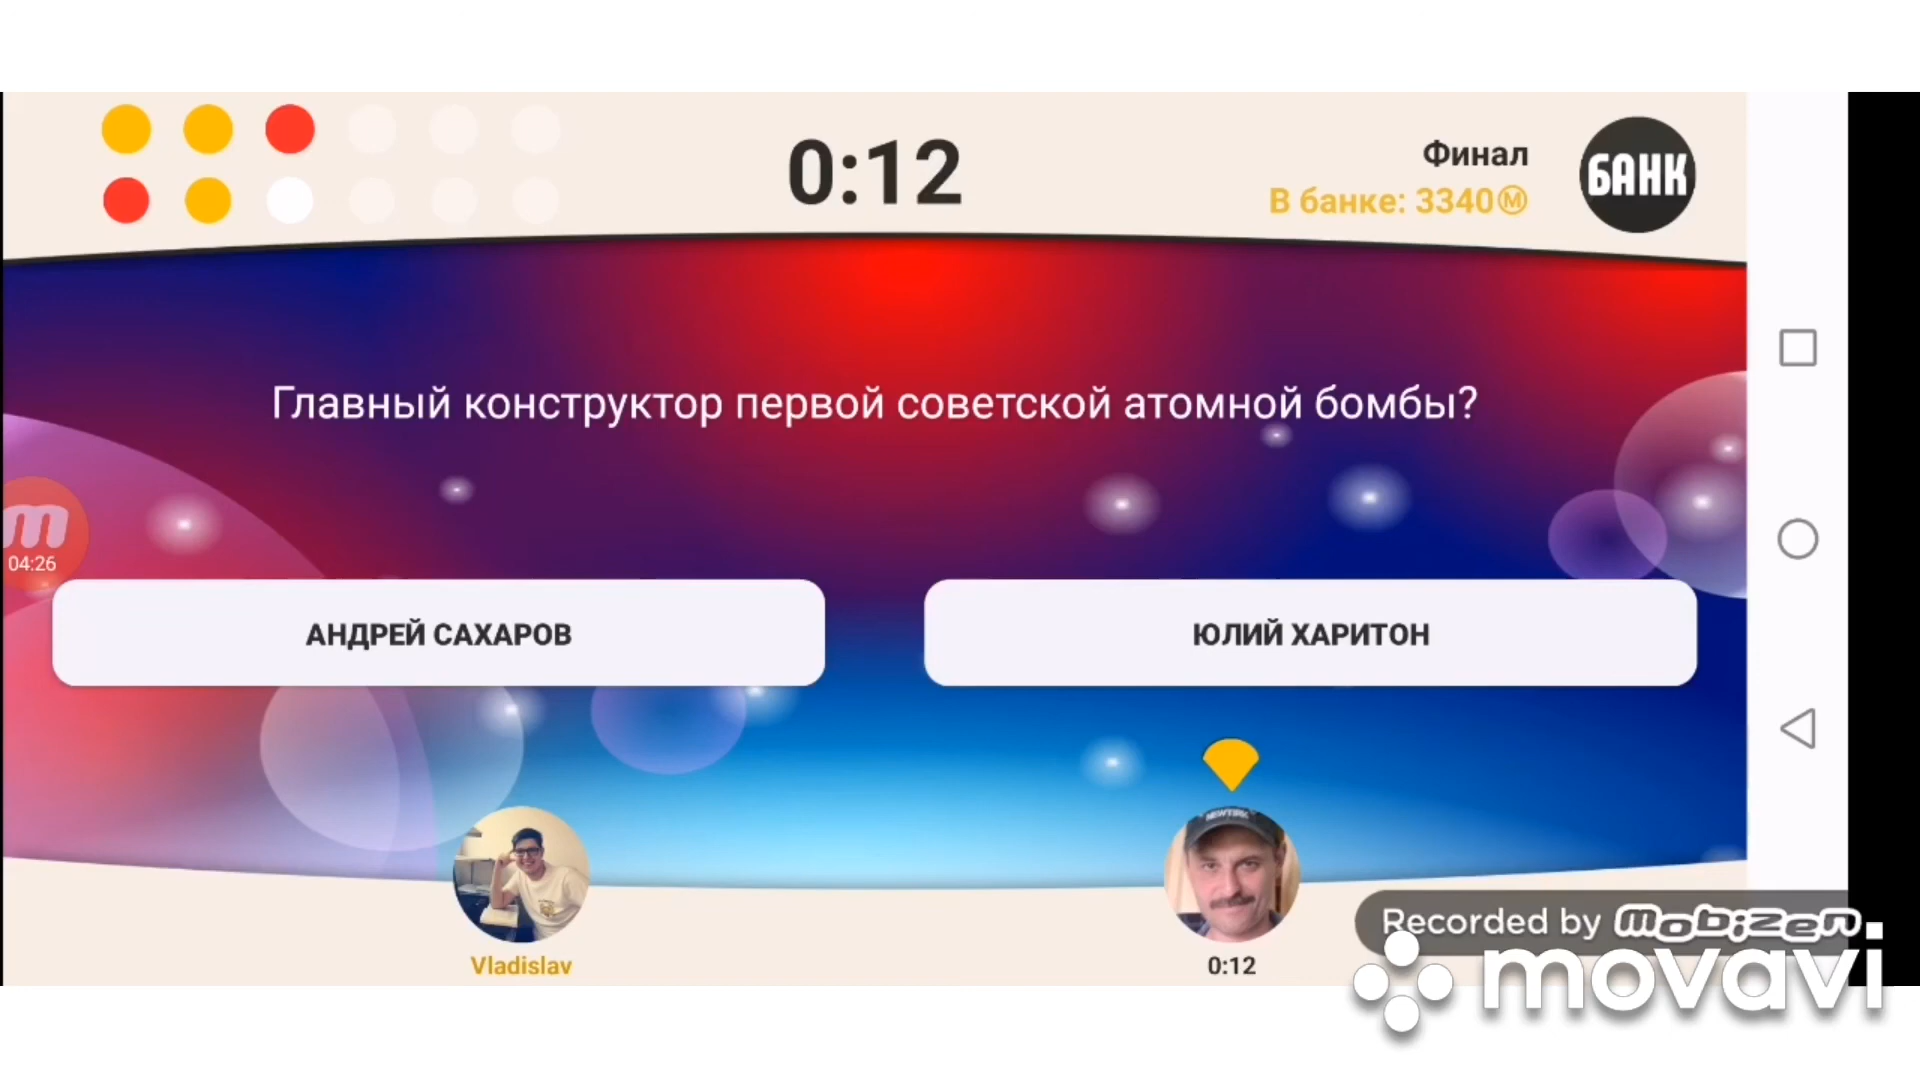 0:12
Финал
В банке: 3340Ⓜ
БАНК
Главный конструктор первой советской атомной бомбы?
m
04:26
АНДРЕЙ САХАРОВ
ЮЛИЙ ХАРИТОН
Vladislav
0:12
Recorded by mobizen
movavi